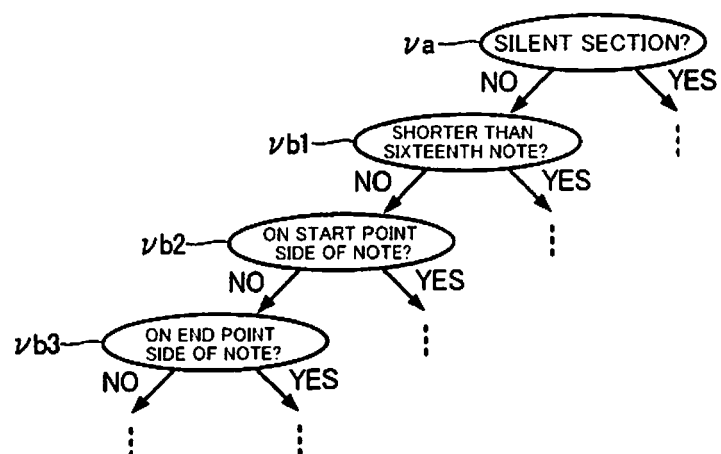 νa
SILENT SECTION?
NO
YES
νb1
SHORTER THAN
SIXTEENTH NOTE?
NO
YES
νb2
ON START POINT
SIDE OF NOTE?
NO
YES
νb3
ON END POINT
SIDE OF NOTE?
NO
YES